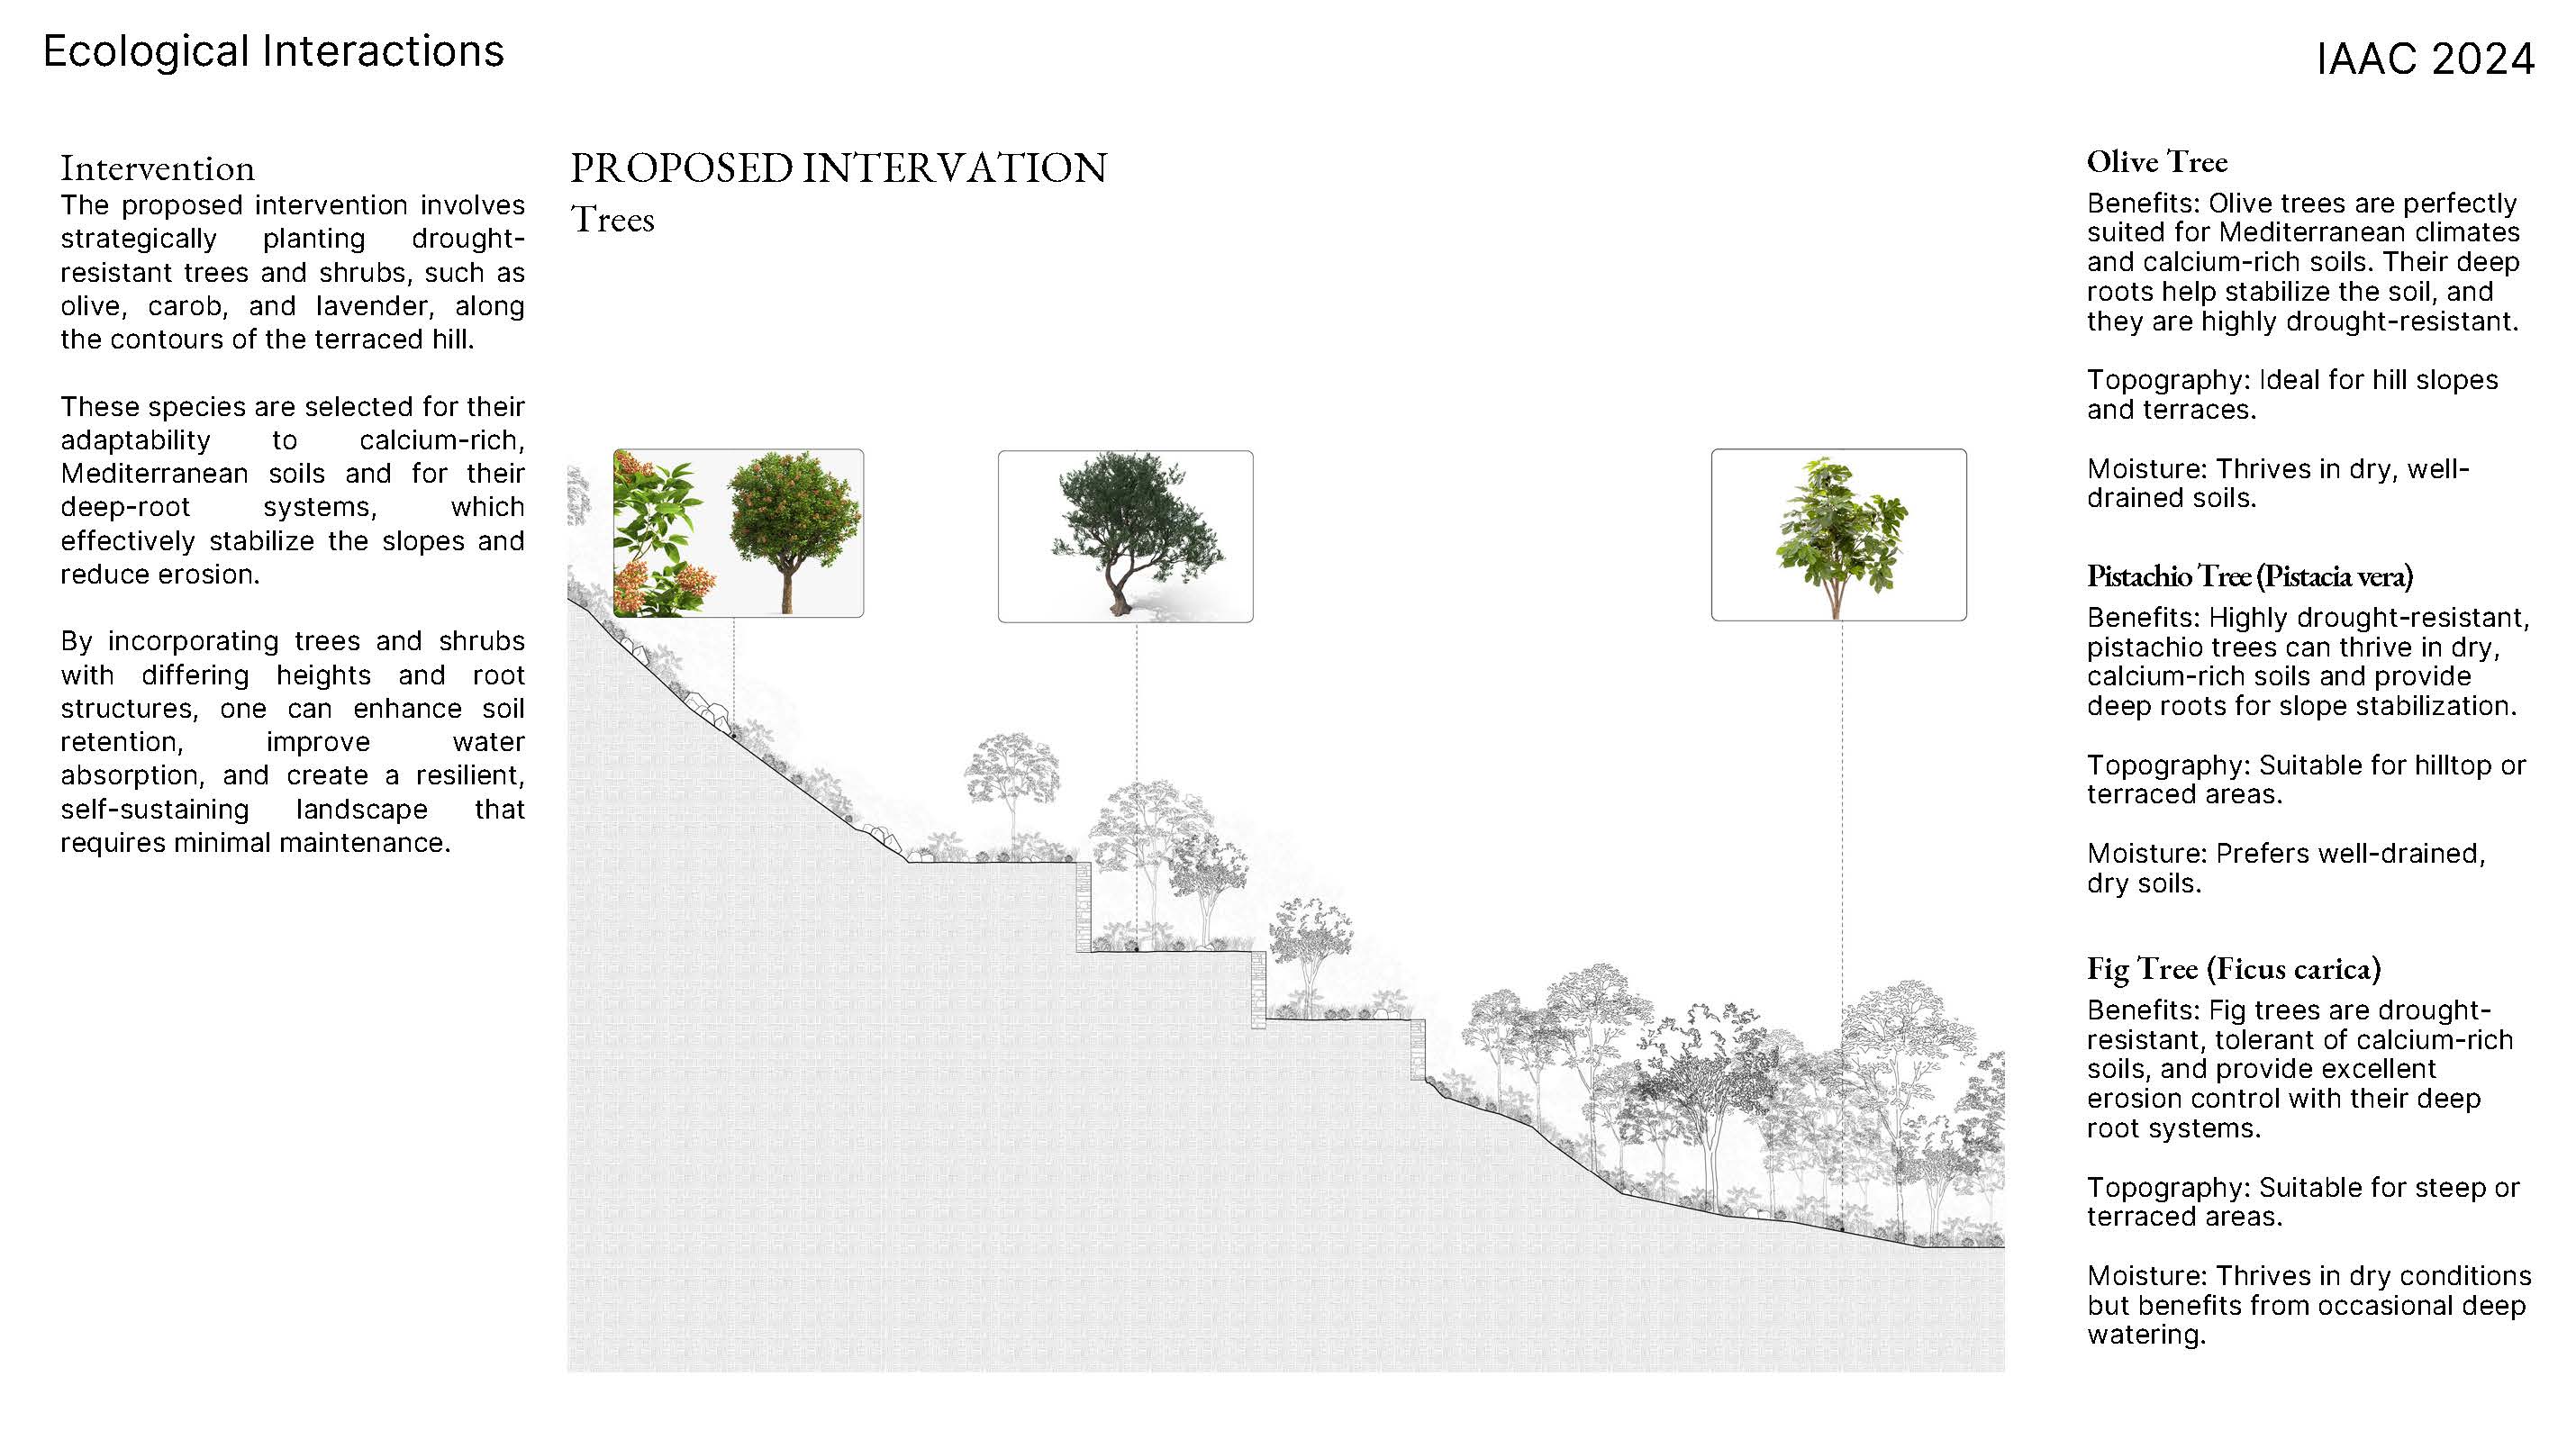 Ecological Interactions
IAAC 2024
Intervention
The proposed intervention involves
strategically planting drought-
resistant trees and shrubs, such as
olive, carob, and lavender, along
the contours of the terraced hill.
These species are selected for their
adaptability to calcium-rich,
Mediterranean soils and for their
deep-root systems, which
effectively stabilize the slopes and
reduce erosion.
By incorporating trees and shrubs
with differing heights and root
structures, one can enhance soil
retention, improve water
absorption, and create a resilient,
self-sustaining landscape that
requires minimal maintenance.
PROPOSED INTERVATION
Trees
Olive Tree
Benefits: Olive trees are perfectly
suited for Mediterranean climates
and calcium-rich soils. Their deep
roots help stabilize the soil, and
they are highly drought-resistant.
Topography: Ideal for hill slopes
and terraces.
Moisture: Thrives in dry, well-
drained soils.
Pistachio Tree (Pistacia vera)
Benefits: Highly drought-resistant,
pistachio trees can thrive in dry,
calcium-rich soils and provide
deep roots for slope stabilization.
Topography: Suitable for hilltop or
terraced areas.
Moisture: Prefers well-drained,
dry soils.
Fig Tree (Ficus carica)
Benefits: Fig trees are drought-
resistant, tolerant of calcium-rich
soils, and provide excellent
erosion control with their deep
root systems.
Topography: Suitable for steep or
terraced areas.
Moisture: Thrives in dry conditions
but benefits from occasional deep
watering.